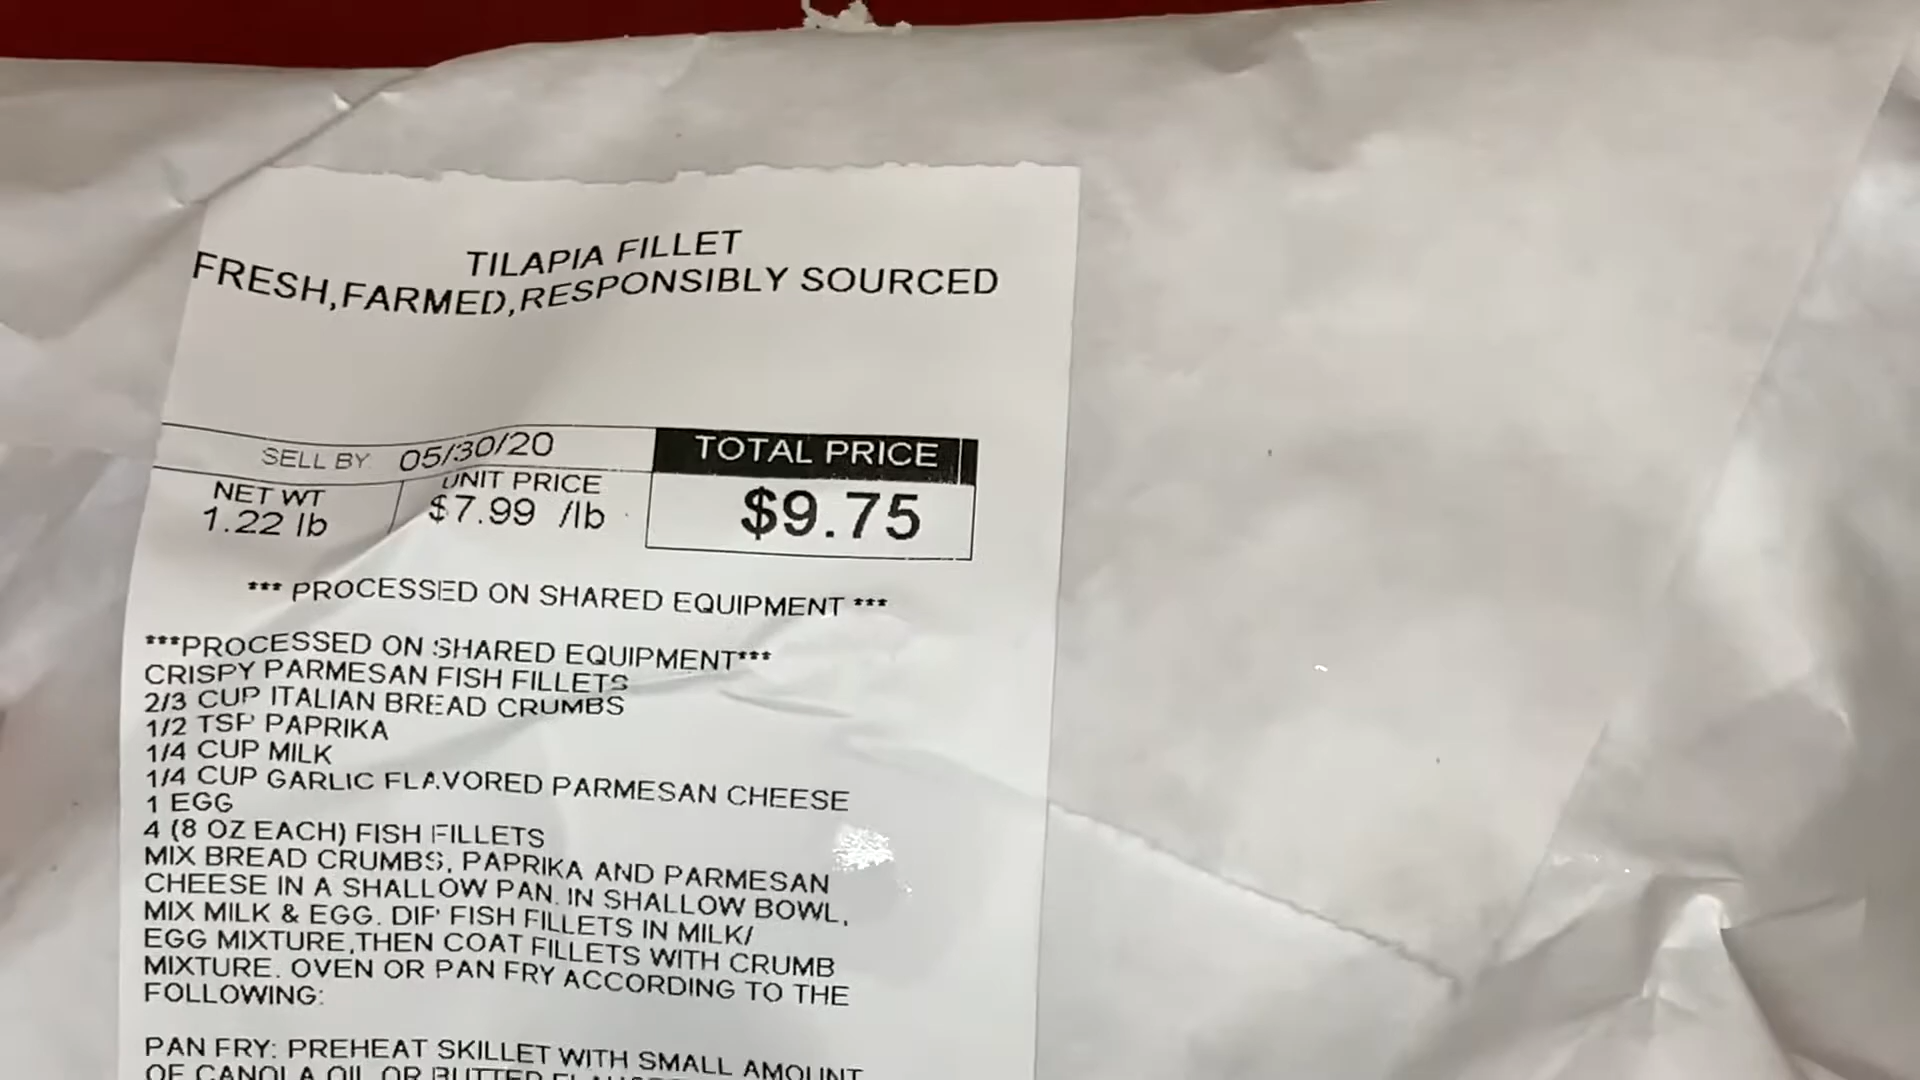 TILAPIA FILLET
FRESH,FARMED,RESPONSIBLY SOURCED
SELL BY 05/30/20
TOTAL PRICE
NET WT
UNIT PRICE
1.22 lb
$7.99 /lb
$9.75
*** PROCESSED ON SHARED EQUIPMENT ***
***PROCESSED ON SHARED EQUIPMENT***
CRISPY PARMESAN FISH FILLETS
2/3 CUP ITALIAN BREAD CRUMBS
1/2 TSP PAPRIKA
1/4 CUP MILK
1/4 CUP GARLIC FLAVORED PARMESAN CHEESE
1 EGG
4 (8 OZ EACH) FISH FILLETS
MIX BREAD CRUMBS, PAPRIKA AND PARMESAN
CHEESE IN A SHALLOW PAN. IN SHALLOW BOWL,
MIX MILK & EGG. DIP FISH FILLETS IN MILK/
EGG MIXTURE,THEN COAT FILLETS WITH CRUMB
MIXTURE. OVEN OR PAN FRY ACCORDING TO THE
FOLLOWING:
PAN FRY: PREHEAT SKILLET WITH SMALL AMOUNT
OF CANOLA OIL OR BUTTER